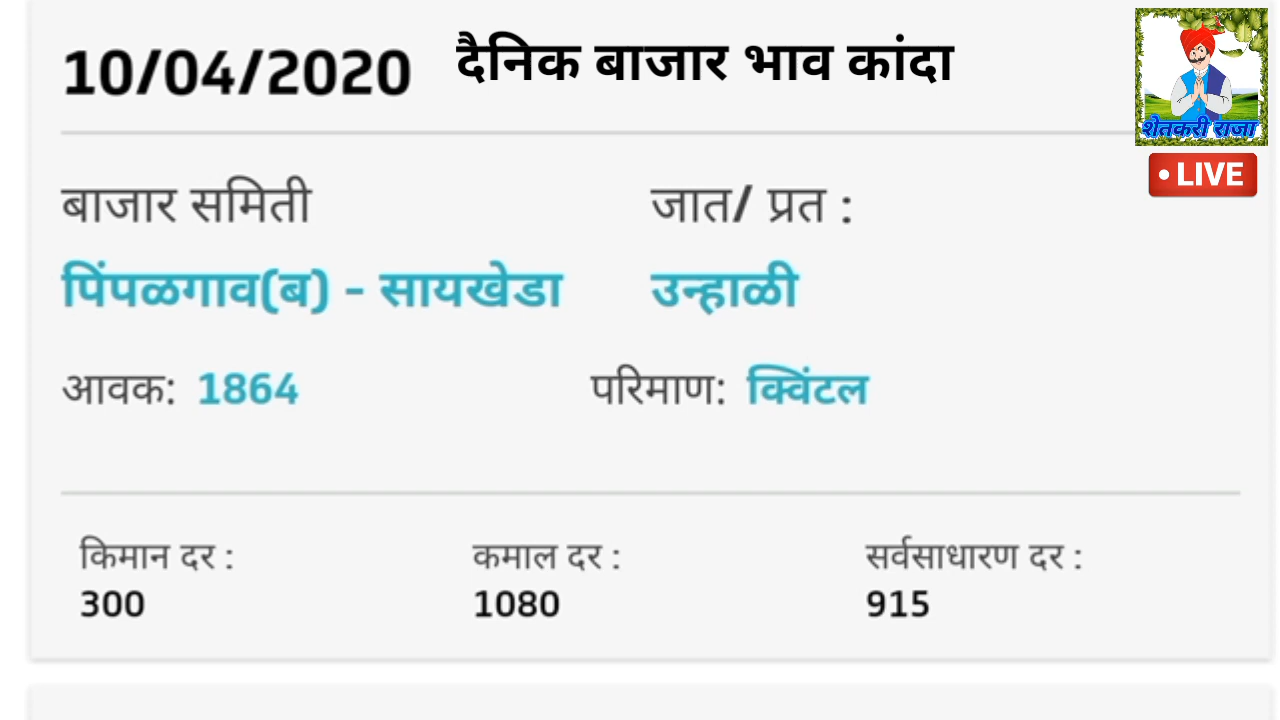 10/04/2020 दैनिक बाजार भाव कांदा
शेतकरी राजा
• LIVE
बाजार समिती जात/ प्रत :
पिंपळगाव(ब) - सायखेडा उन्हाळी
आवक: 1864 परिमाण: क्विंटल
किमान दर : कमाल दर : सर्वसाधारण दर :
300 1080 915